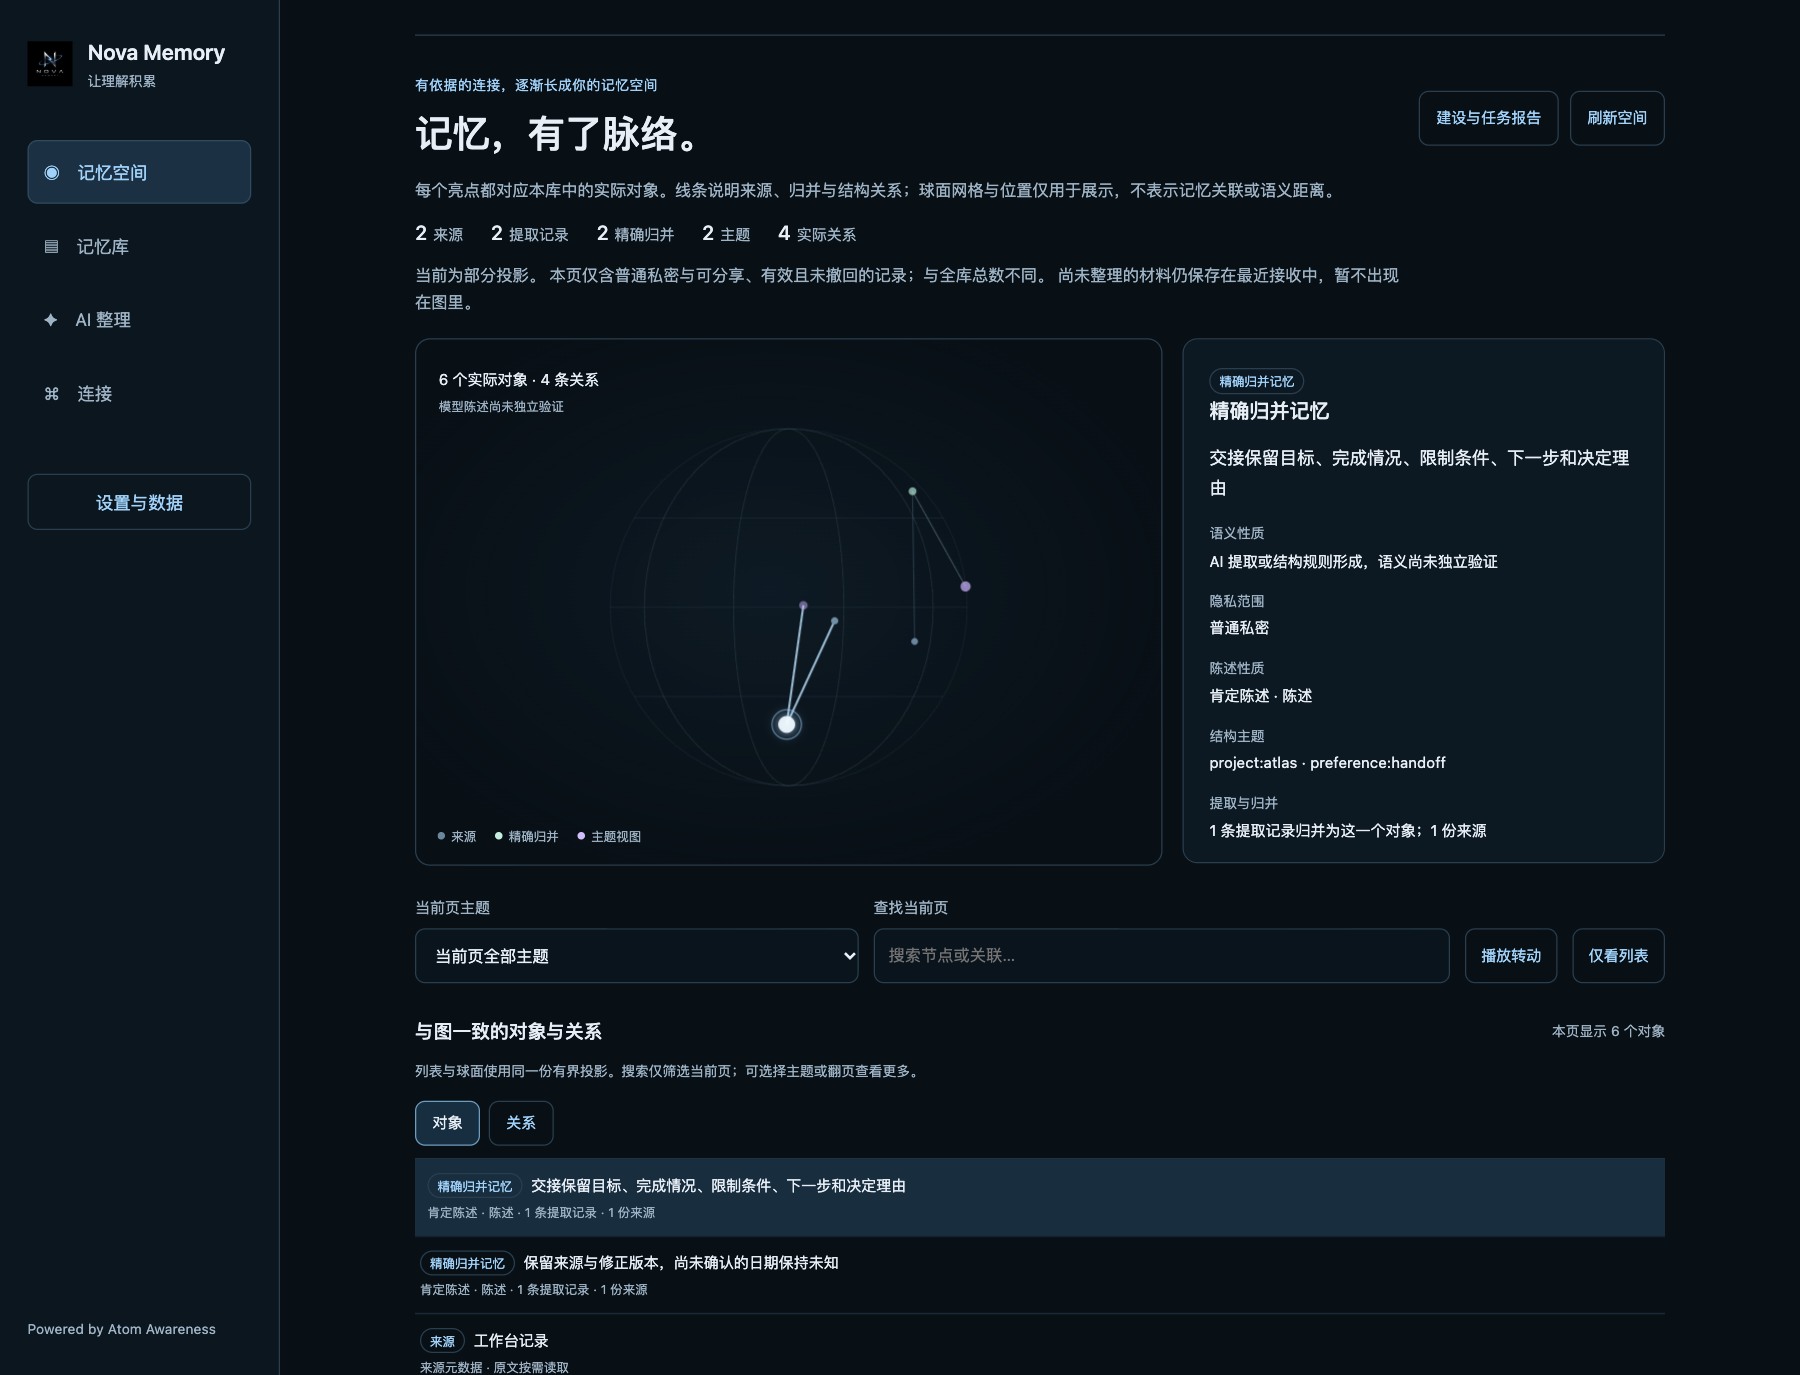 Nova Memory
让理解积累
NOVA
记忆空间
记忆库
AI 整理
连接
设置与数据
Powered by Atom Awareness
有依据的连接，逐渐长成你的记忆空间
记忆，有了脉络。
建设与任务报告
刷新空间
每个亮点都对应本库中的实际对象。线条说明来源、归并与结构关系；球面网格与位置仅用于展示，不表示记忆关联或语义距离。
2 来源 2 提取记录 2 精确归并 2 主题 4 实际关系
当前为部分投影。 本页仅含普通私密与可分享、有效且未撤回的记录；与全库总数不同。 尚未整理的材料仍保存在最近接收中，暂不出现
在图里。
6 个实际对象 · 4 条关系
模型陈述尚未独立验证
来源 精确归并 主题视图
精确归并记忆
精确归并记忆
交接保留目标、完成情况、限制条件、下一步和决定理
由
语义性质
AI 提取或结构规则形成，语义尚未独立验证
隐私范围
普通私密
陈述性质
肯定陈述 · 陈述
结构主题
project:atlas · preference:handoff
提取与归并
1 条提取记录归并为这一个对象；1 份来源
当前页主题
当前页全部主题
查找当前页
搜索节点或关联...
播放转动
仅看列表
与图一致的对象与关系
本页显示 6 个对象
列表与球面使用同一份有界投影。搜索仅筛选当前页；可选择主题或翻页查看更多。
对象
关系
精确归并记忆 交接保留目标、完成情况、限制条件、下一步和决定理由
肯定陈述 · 陈述 · 1 条提取记录 · 1 份来源
精确归并记忆 保留来源与修正版本，尚未确认的日期保持未知
肯定陈述 · 陈述 · 1 条提取记录 · 1 份来源
来源 工作台记录
来源元数据 · 原文按需读取